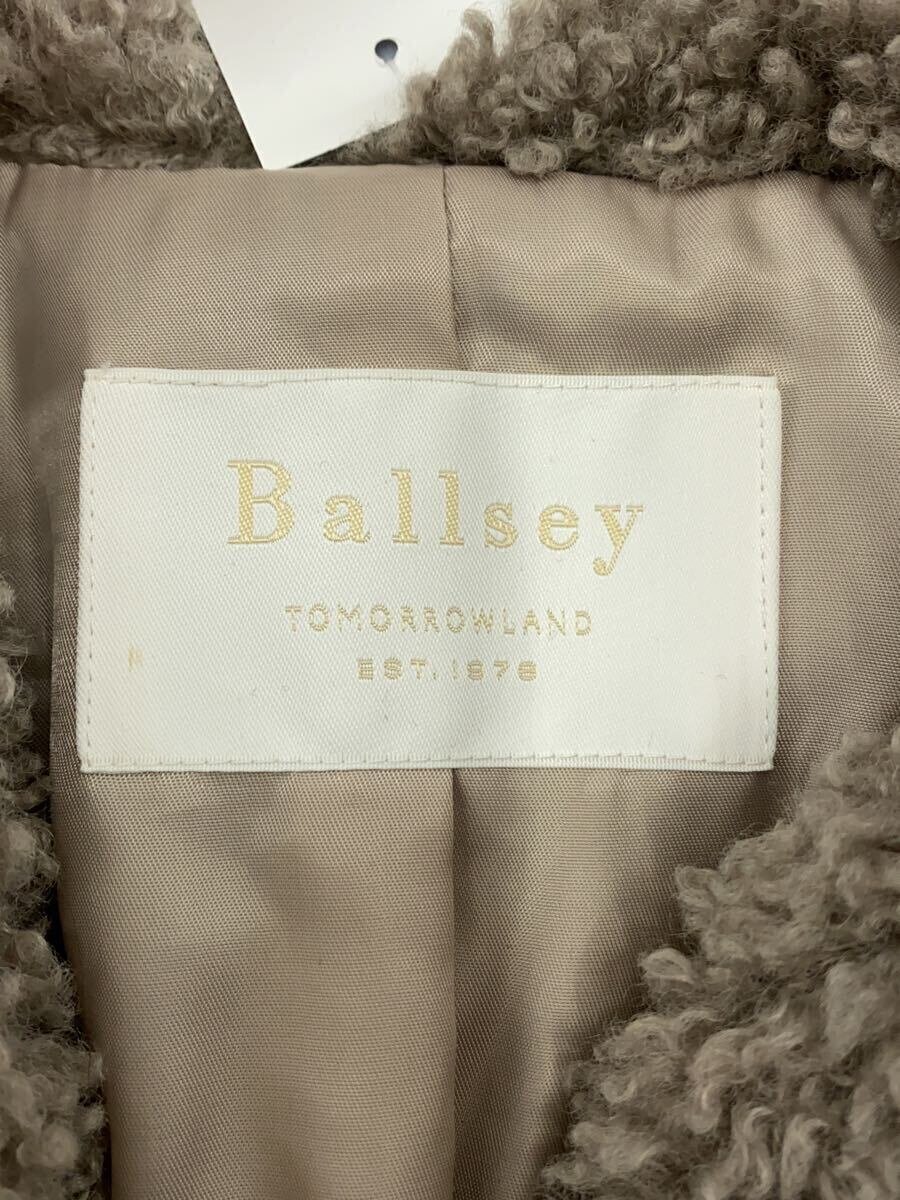 Ballsey
TOMORROWLAND
EST. 1978